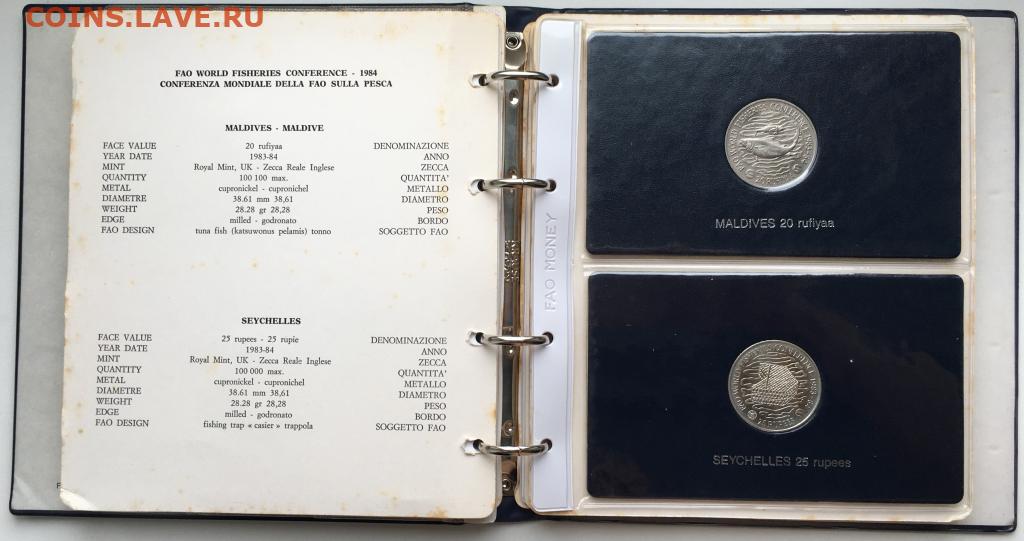 COINS.LAVE.RU
FAO WORLD FISHERIES CONFERENCE - 1984
CONFERENZA MONDIALE DELLA FAO SULLA PESCA
MALDIVES - MALDIVE
FACE VALUE 20 rufiyaa DENOMINAZIONE
YEAR DATE 1983-84 ANNO
MINT Royal Mint, UK - Zecca Reale Inglese ZECCA
QUANTITY 100 100 max. QUANTITA'
METAL cupronickel - cupronichel METALLO
DIAMETRE 38.61 mm 38,61 DIAMETRO
WEIGHT 28.28 gr 28,28 PESO
EDGE milled - godronato BORDO
FAO DESIGN tuna fish (katsuwonus pelamis) tonno SOGGETTO FAO
SEYCHELLES
FACE VALUE 25 rupees - 25 rupie DENOMINAZIONE
YEAR DATE 1983-84 ANNO
MINT Royal Mint, UK - Zecca Reale Inglese ZECCA
QUANTITY 100 000 max. QUANTITA'
METAL cupronickel - cupronichel METALLO
DIAMETRE 38.61 mm 38,61 DIAMETRO
WEIGHT 28.28 gr 28,28 PESO
EDGE milled - godronato BORDO
FAO DESIGN fishing trap « casier » trappola SOGGETTO FAO
FAO MONEY
WORLD FISHERIES CONFERENCE
MALDIVES 20 rufiyaa
25 RUPEES
SEYCHELLES 25 rupees